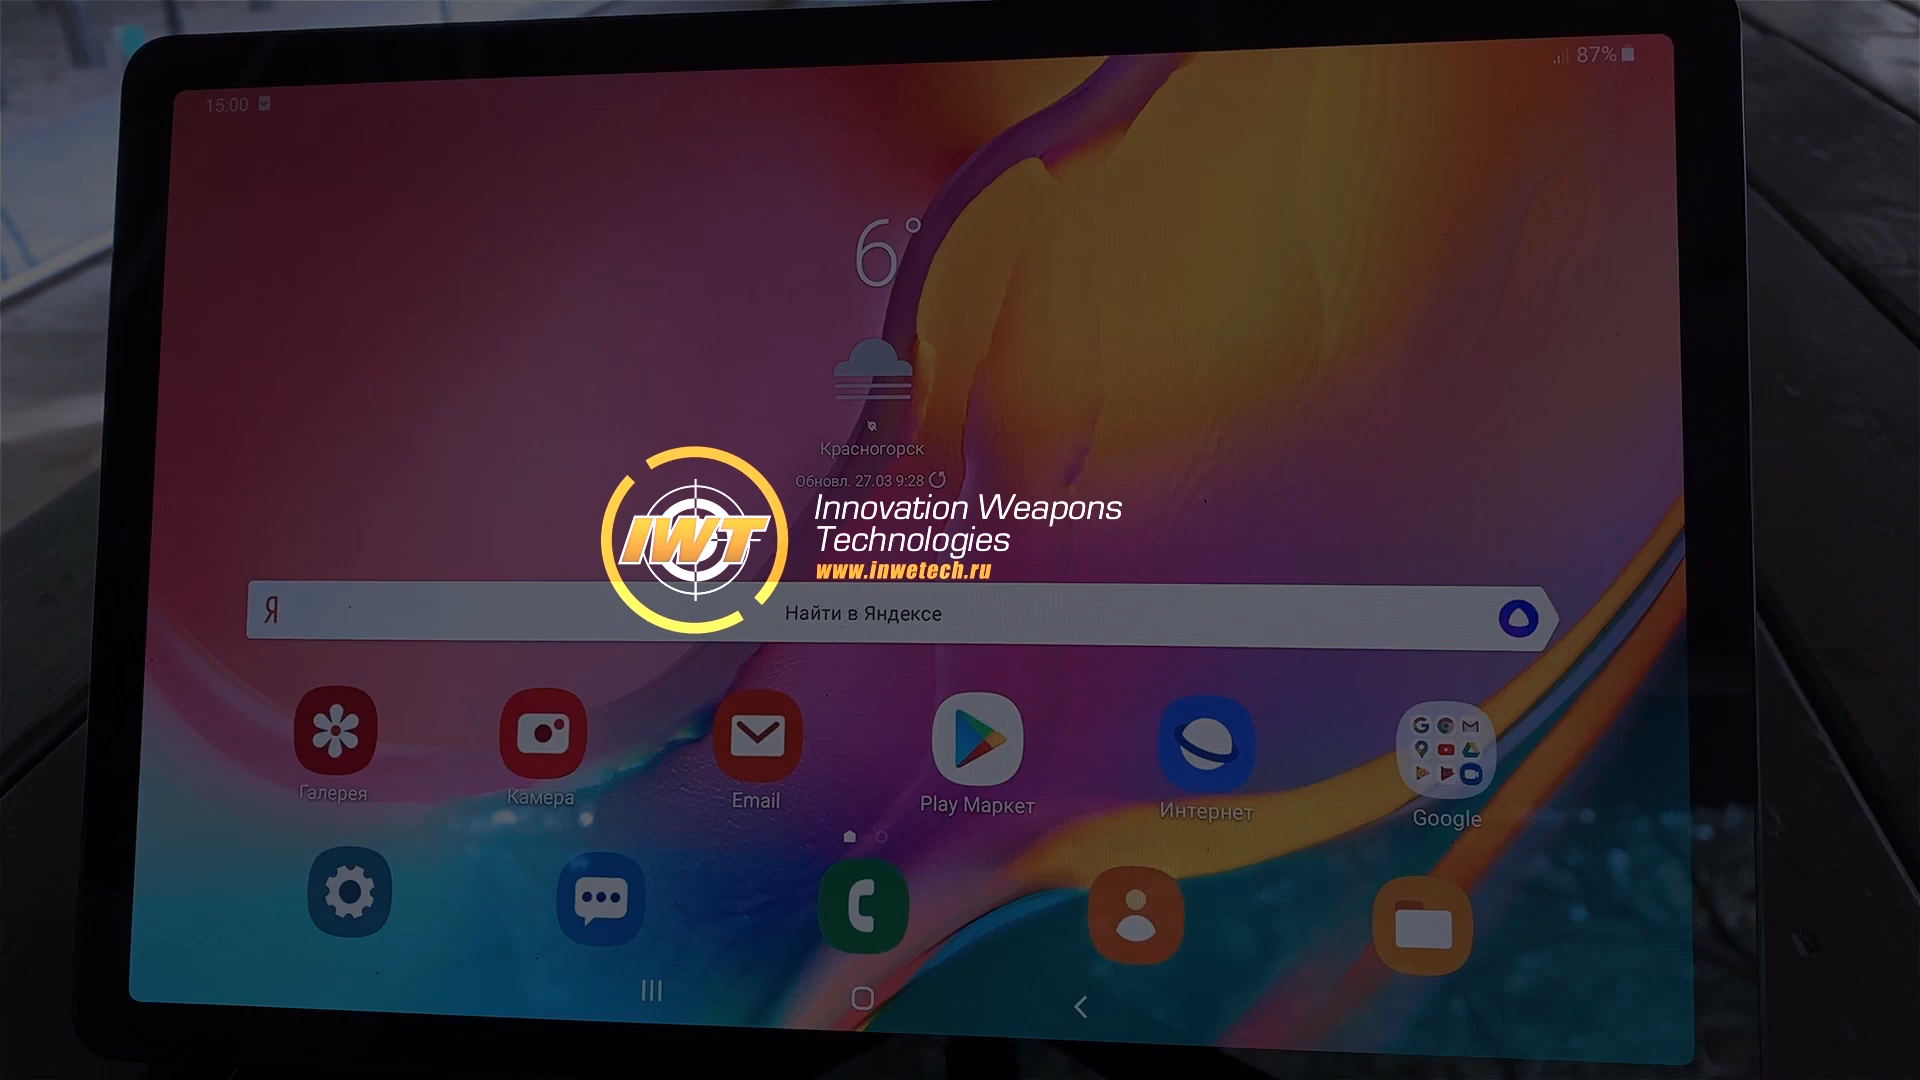 15:00
87%
6°
Красногорск
Обновл. 27.03 9:28
IWT
Innovation Weapons
Technologies
www.inwetech.ru
Я
Найти в Яндексе
Галерея
Камера
Email
Play Маркет
Интернет
Google